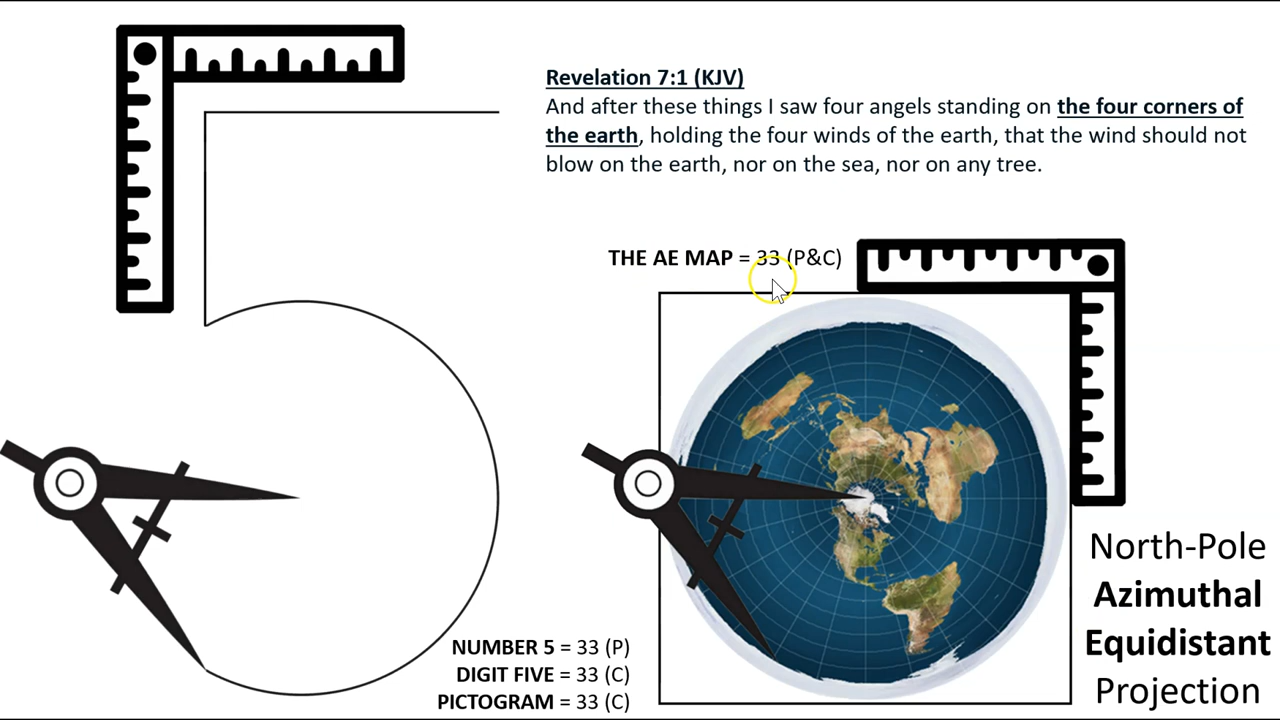 Revelation 7:1 (KJV)
And after these things I saw four angels standing on the four corners of
the earth, holding the four winds of the earth, that the wind should not
blow on the earth, nor on the sea, nor on any tree.
THE AE MAP = 33 (P&C)
NUMBER 5 = 33 (P)
DIGIT FIVE = 33 (C)
PICTOGRAM = 33 (C)
North-Pole
Azimuthal
Equidistant
Projection